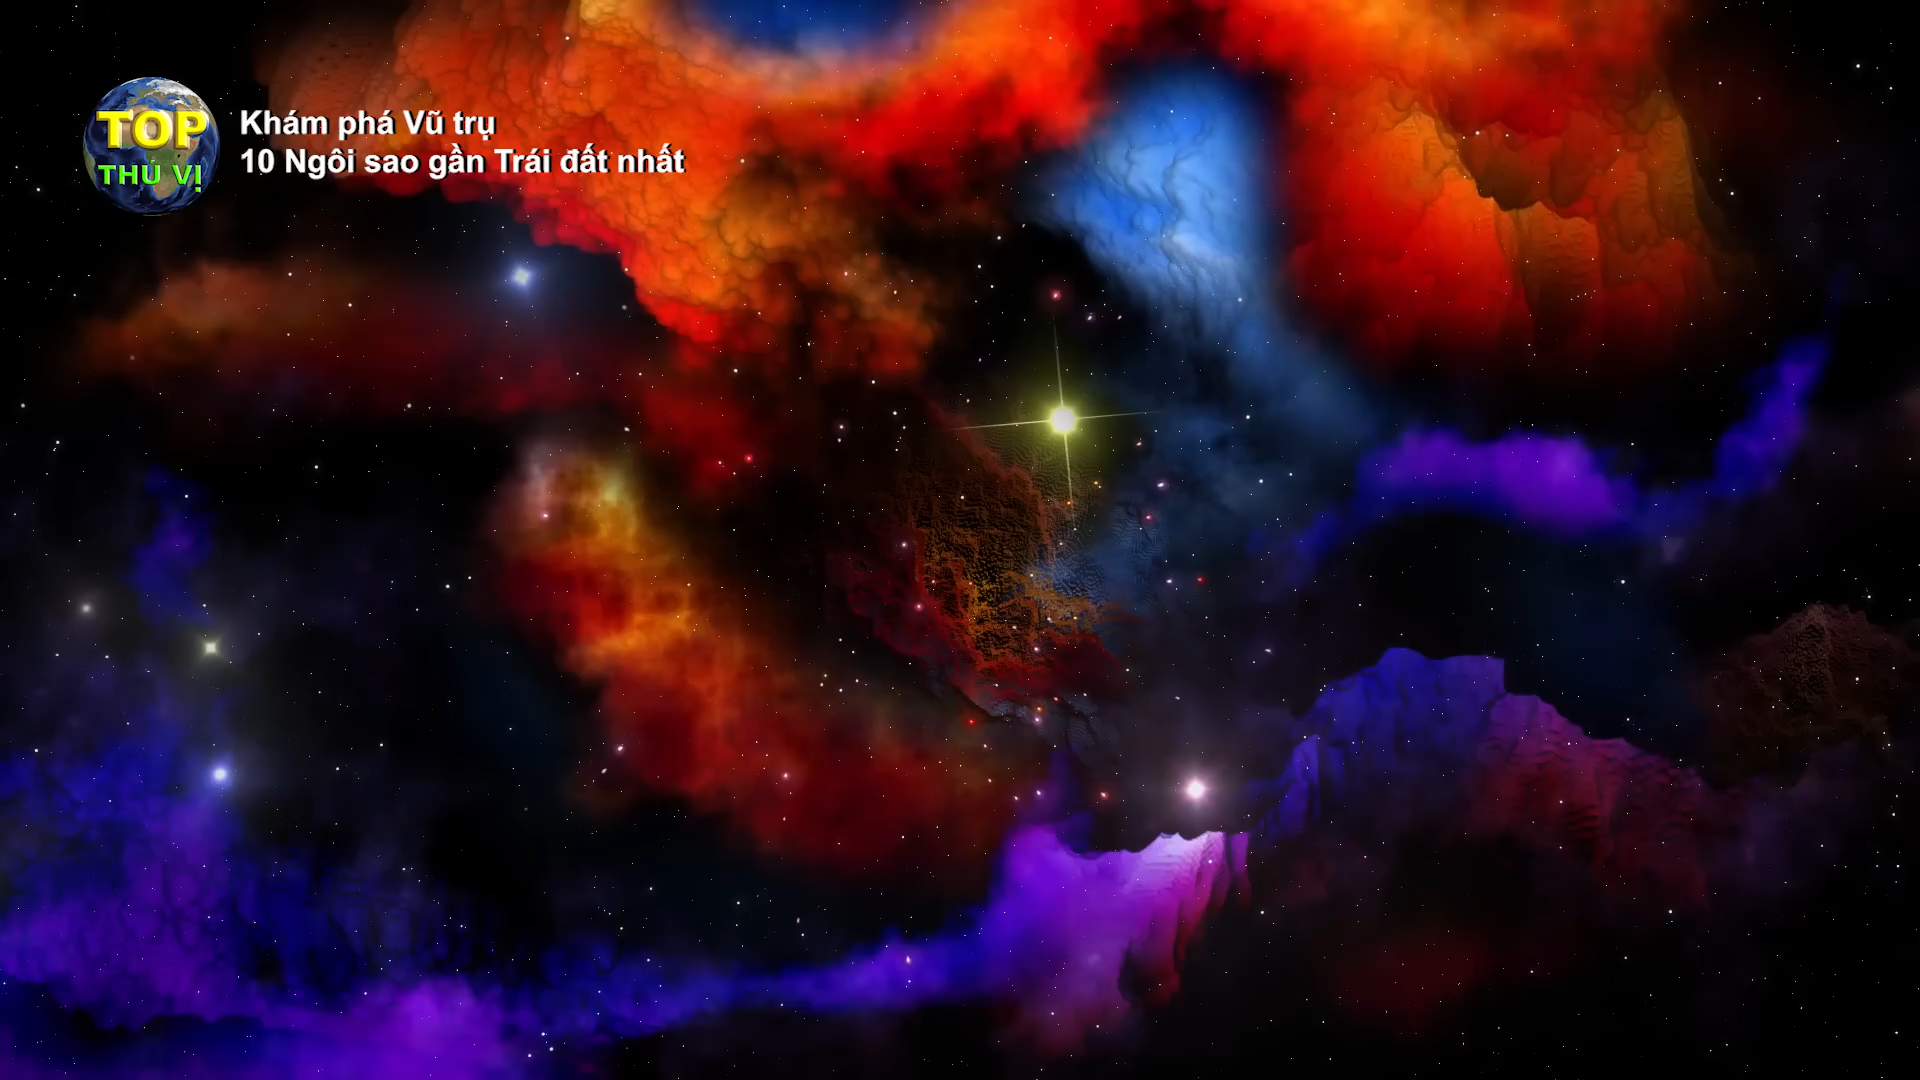 TOP
THÚ VỊ
Khám phá Vũ trụ
10 Ngôi sao gần Trái đất nhất